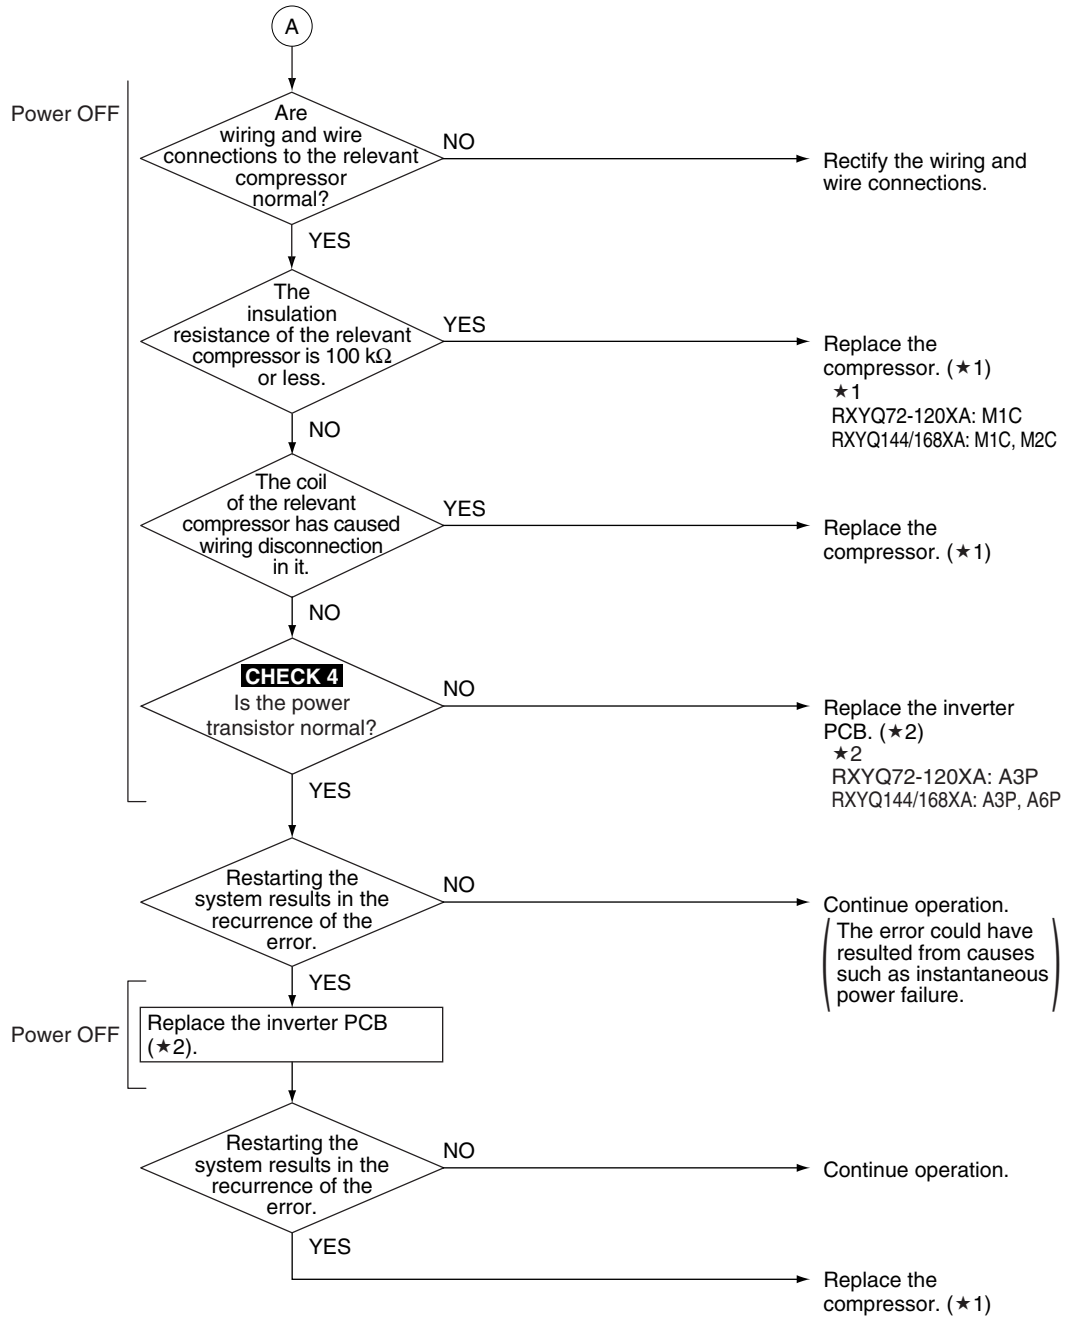 A
Power OFF
Are
wiring and wire
connections to the relevant
compressor
normal?
NO
Rectify the wiring and
wire connections.
YES
The
insulation
resistance of the relevant
compressor is 100 kΩ
or less.
YES
Replace the
compressor. (★1)
★1
RXYQ72-120XA: M1C
RXYQ144/168XA: M1C, M2C
NO
The coil
of the relevant
compressor has caused
wiring disconnection
in it.
YES
Replace the
compressor. (★1)
NO
CHECK 4
Is the power
transistor normal?
NO
Replace the inverter
PCB. (★2)
★2
RXYQ72-120XA: A3P
RXYQ144/168XA: A3P, A6P
YES
Restarting the
system results in the
recurrence of the
error.
NO
Continue operation.
The error could have
resulted from causes
such as instantaneous
power failure.
YES
Power OFF
Replace the inverter PCB
(★2).
Restarting the
system results in the
recurrence of the
error.
NO
Continue operation.
YES
Replace the
compressor. (★1)